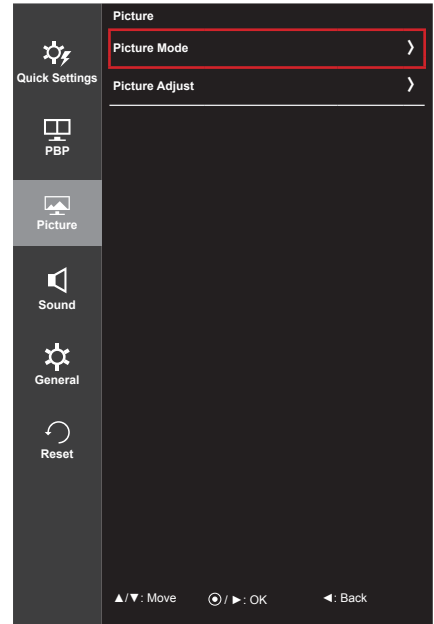 Picture
Picture Mode
Picture Adjust
Quick Settings
PBP
Picture
Sound
General
Reset
▲/▼: Move
◉ / ►: OK
◄: Back